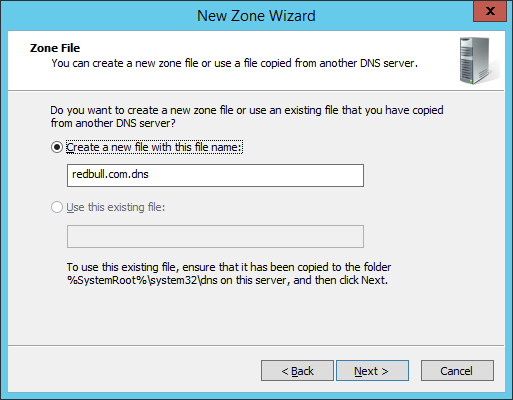 New Zone Wizard
x
Zone File
You can create a new zone file or use a file copied from another DNS server.
Do you want to create a new zone file or use an existing file that you have copied
from another DNS server?
Create a new file with this file name:
redbull.com.dns
Use this existing file:
To use this existing file, ensure that it has been copied to the folder
%SystemRoot%\system32\dns on this server, and then click Next.
< Back Next > Cancel